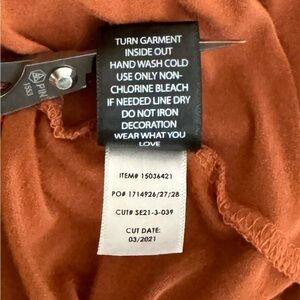 TURN GARMENT
INSIDE OUT
HAND WASH COLD
USE ONLY NON-
CHLORINE BLEACH
IF NEEDED LINE DRY
DO NOT IRON
DECORATION
WEAR WHAT YOU
LOVE
ITEM# 15036421
PO# 1714926/27/28
CUT# SE21-3-039
CUT DATE:
03/2021